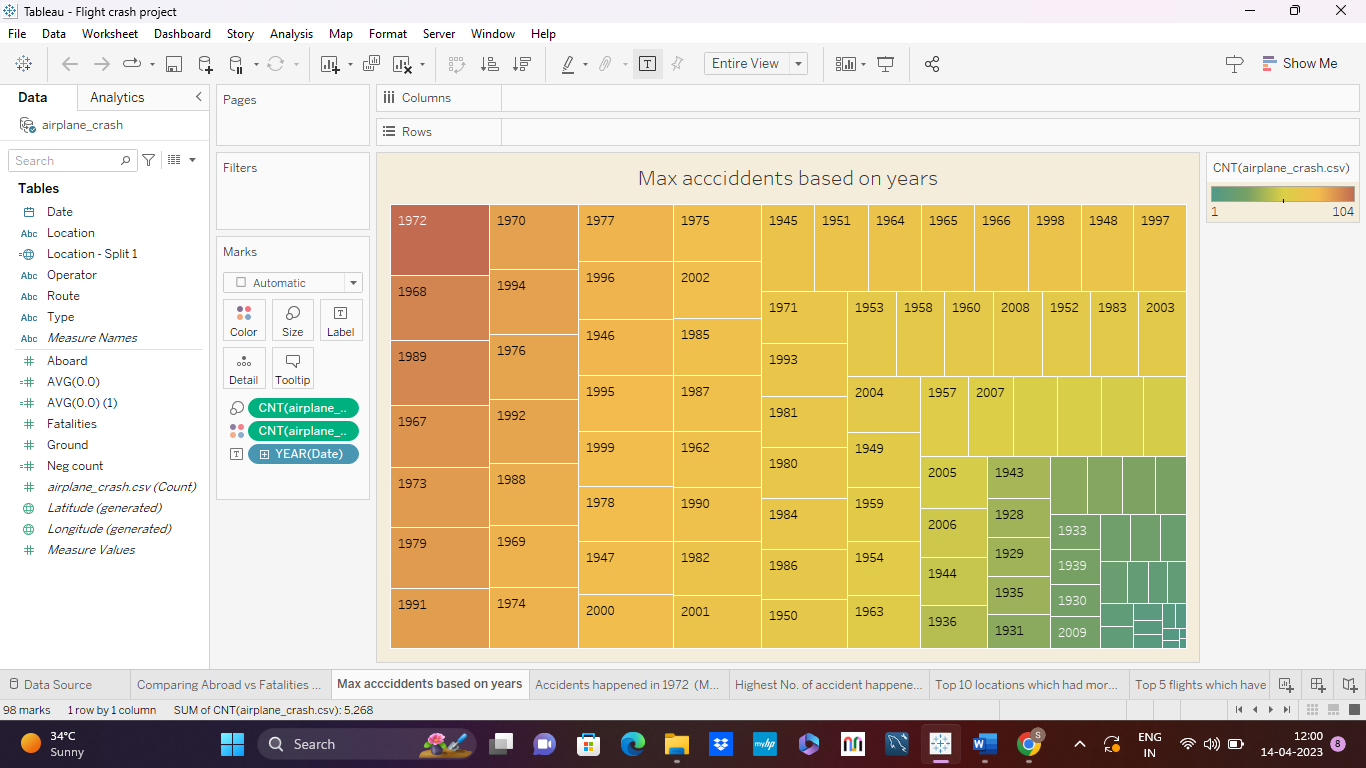 Tableau - Flight crash project
File Data Worksheet Dashboard Story Analysis Map Format Server Window Help
Entire View
Show Me
Data Analytics
airplane_crash
Search
Tables
Date
Abc Location
Location - Split 1
Abc Operator
Abc Route
Abc Type
Abc Measure Names
Aboard
AVG(0.0)
AVG(0.0) (1)
Fatalities
Ground
Neg count
airplane_crash.csv (Count)
Latitude (generated)
Longitude (generated)
Measure Values
Pages
Filters
Marks
Automatic
Color Size Label
Detail Tooltip
CNT(airplane_..
CNT(airplane_..
YEAR(Date)
Columns
Rows
Max accciddents based on years
1972
1968
1989
1967
1973
1979
1991
1970
1994
1976
1992
1988
1969
1974
1977
1996
1946
1995
1999
1978
1947
2000
1975
2002
1985
1987
1962
1990
1982
2001
1945 1951 1964 1965 1966 1998 1948 1997
1971
1993
1981
1980
1984
1986
1950
1953 1958 1960 2008 1952 1983 2003
2004
1949
1959
1954
1963
1957 2007
2005
2006
1944
1936
1943
1928
1929
1935
1931
1933
1939
1930
2009
CNT(airplane_crash.csv)
1 104
Data Source
Comparing Abroad vs Fatalities ...
Max accciddents based on years
Accidents happened in 1972 (M...
Highest No. of accident happene...
Top 10 locations which had mor...
Top 5 flights which have
98 marks 1 row by 1 column SUM of CNT(airplane_crash.csv): 5,268
34°C
Sunny
Search
myhp
W
S
ENG
IN
12:00
14-04-2023
8